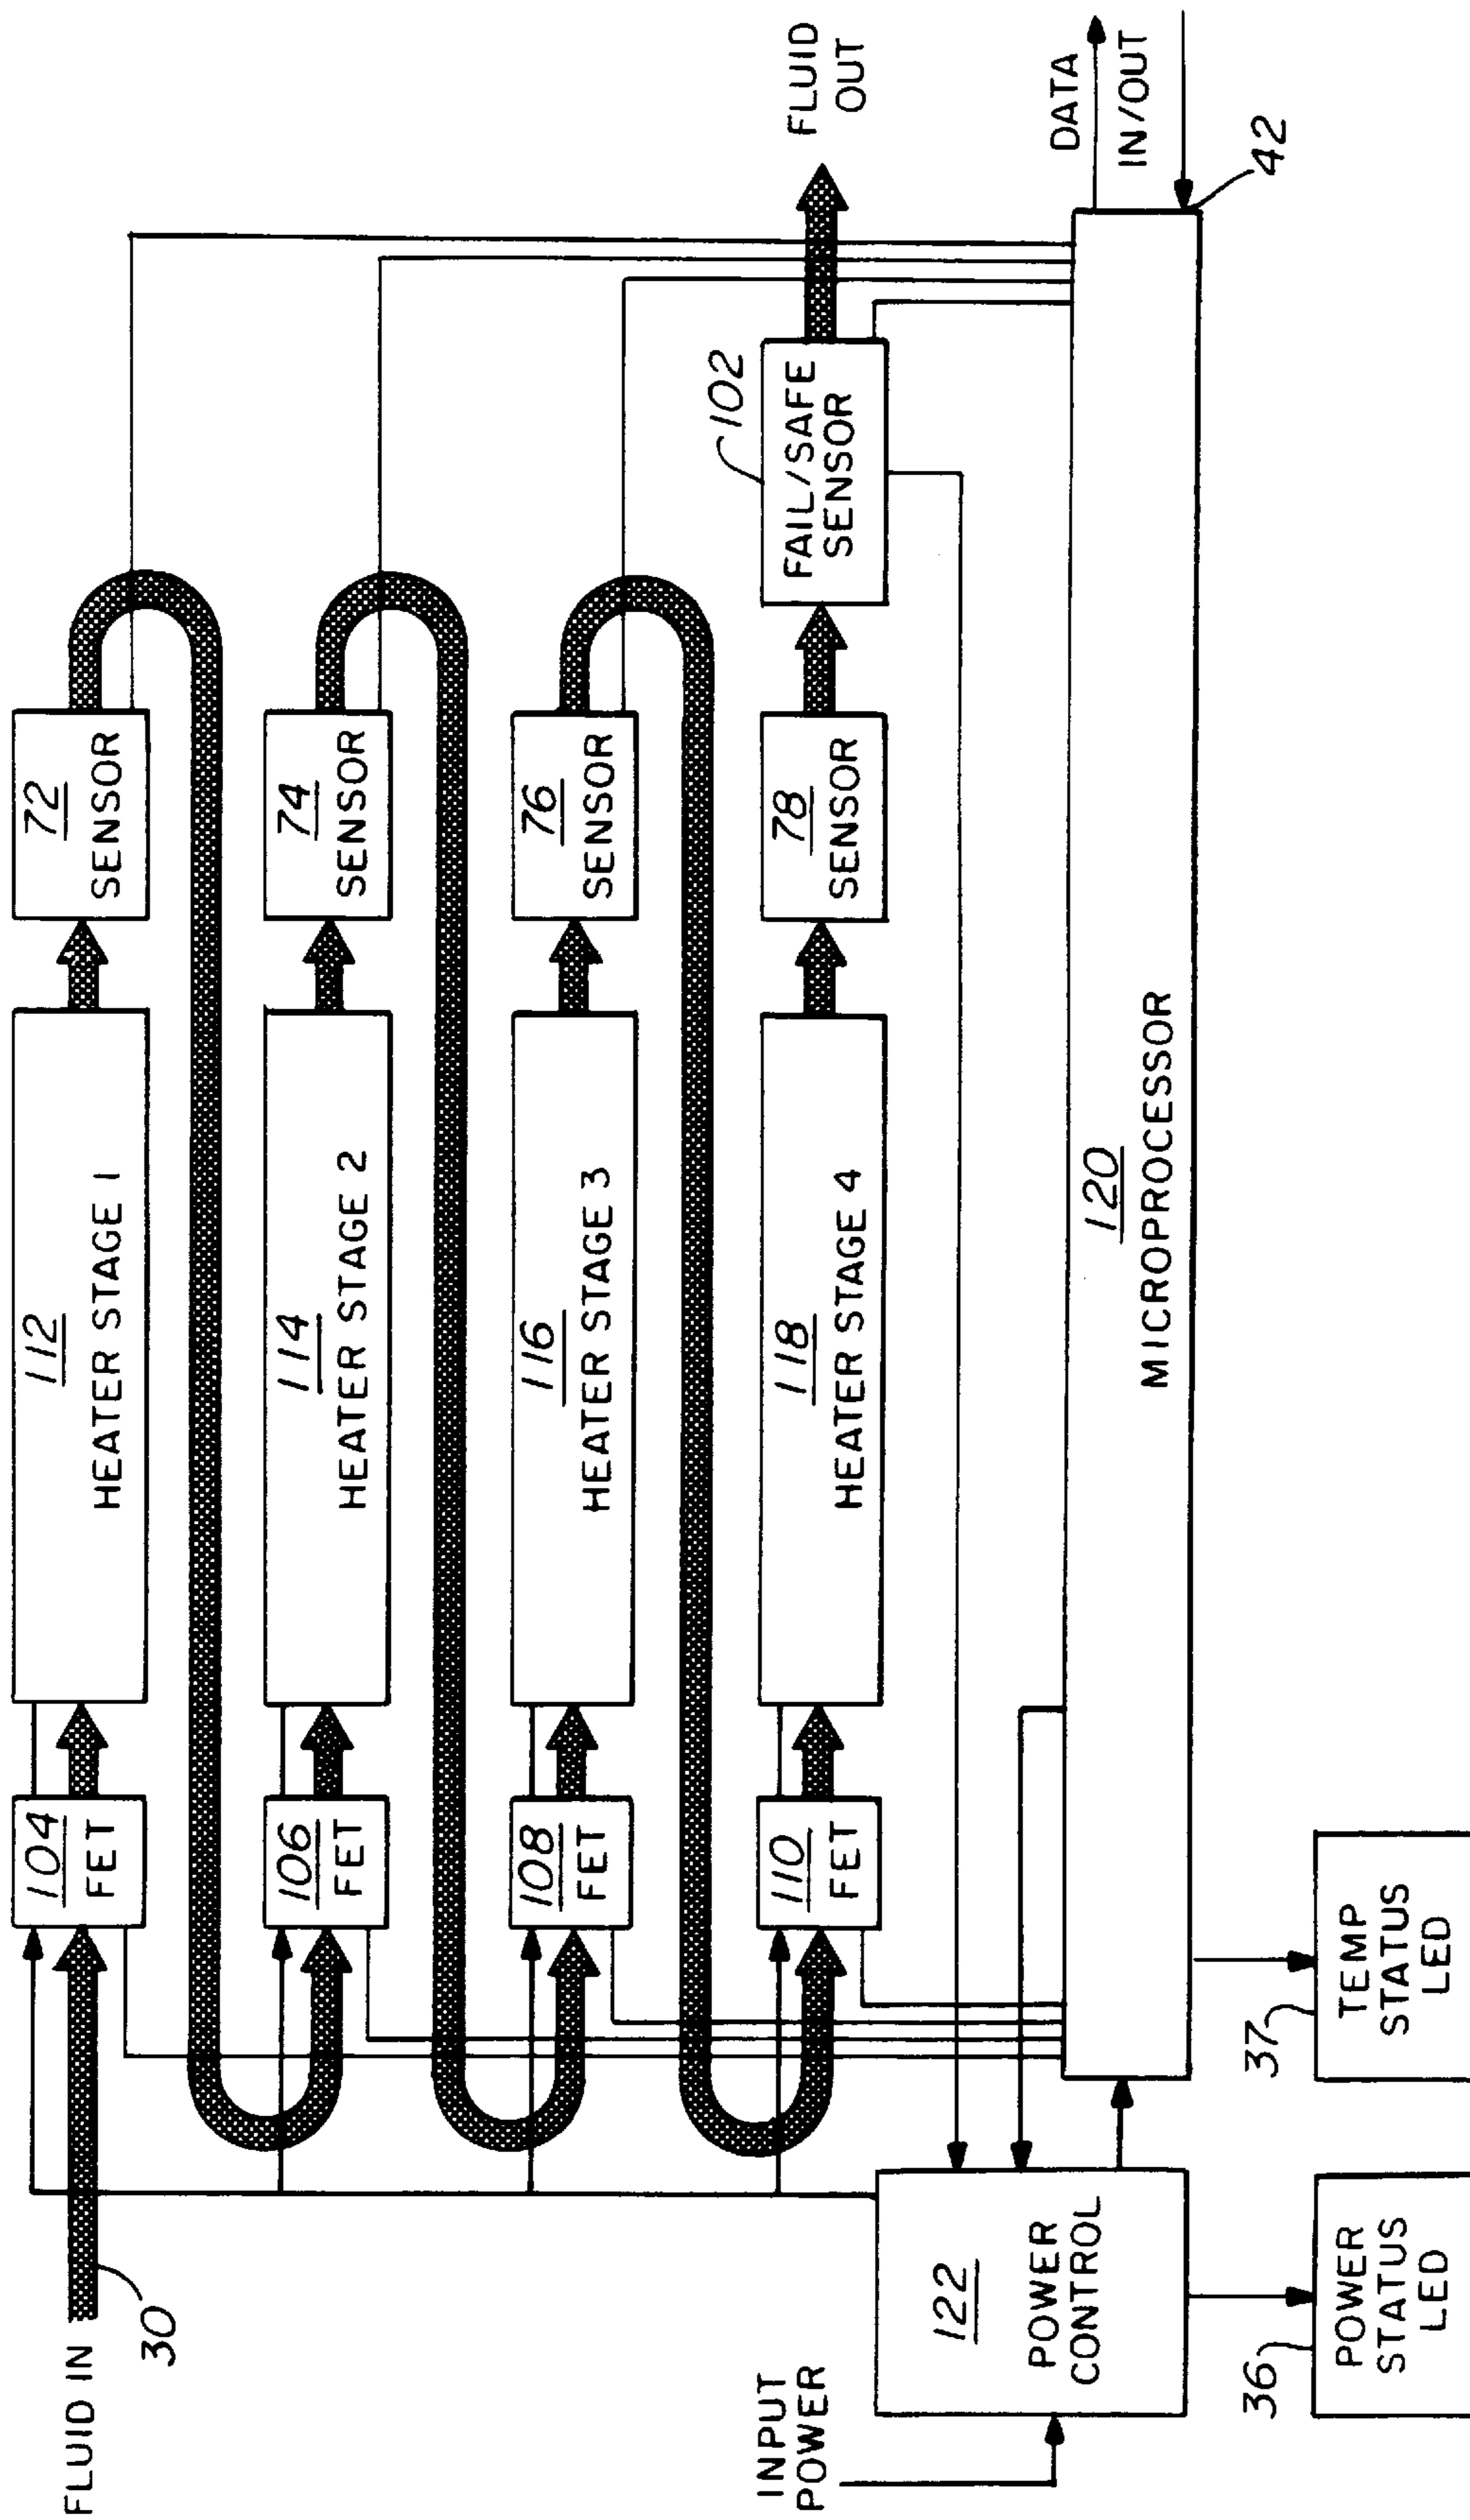 FLUID IN
30
104
FET
112
HEATER STAGE 1
72
SENSOR
106
FET
114
HEATER STAGE 2
74
SENSOR
108
FET
116
HEATER STAGE 3
76
SENSOR
110
FET
118
HEATER STAGE 4
78
SENSOR
102
FAIL/SAFE
SENSOR
FLUID
OUT
INPUT
POWER
122
POWER
CONTROL
120
MICROPROCESSOR
DATA
IN/OUT
42
36
POWER
STATUS
LED
37
TEMP
STATUS
LED